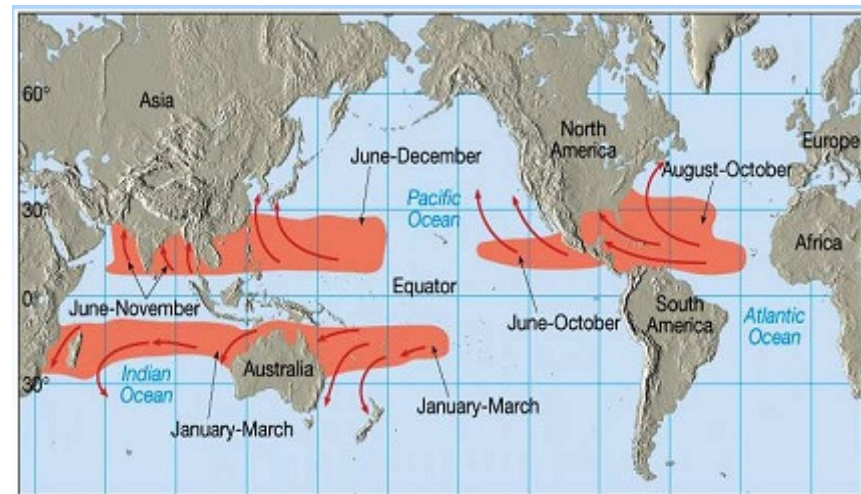 60°
Asia
North
America
Europe
June-December
August-October
Pacific
Ocean
30°
Africa
Equator
June-November
0°
June-October
South
America
Atlantic
Ocean
Australia
Indian
Ocean
30°
January-March
January-March